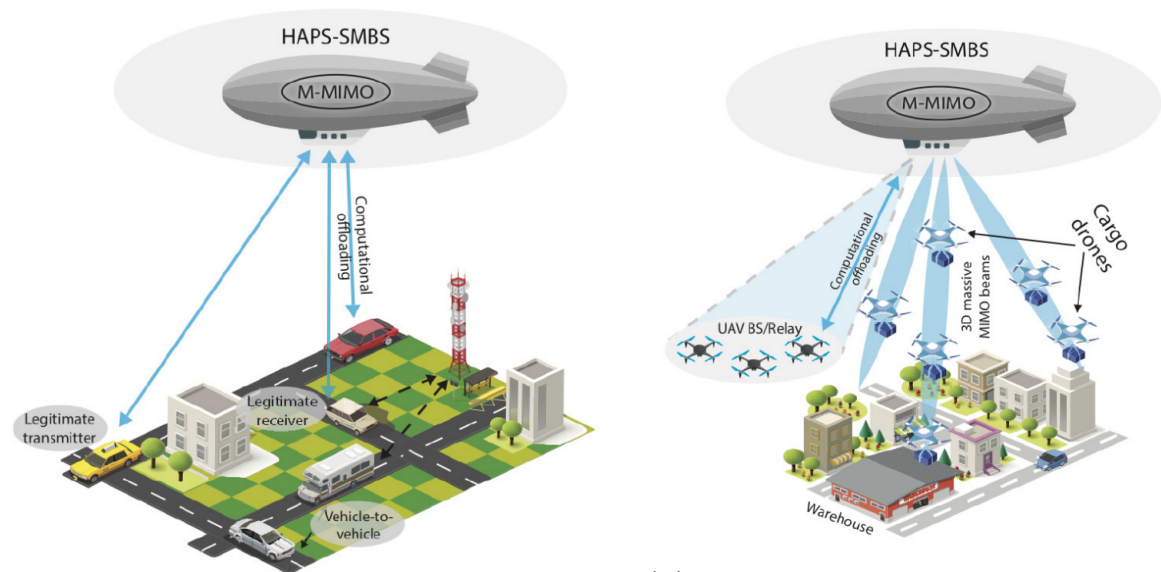 HAPS-SMBS
M-MIMO
Computational
offloading
Legitimate
transmitter
Legitimate
receiver
Vehicle-to-
vehicle
HAPS-SMBS
M-MIMO
Computational
offloading
Cargo
drones
3D massive
MIMO beams
UAV BS/Relay
Warehouse